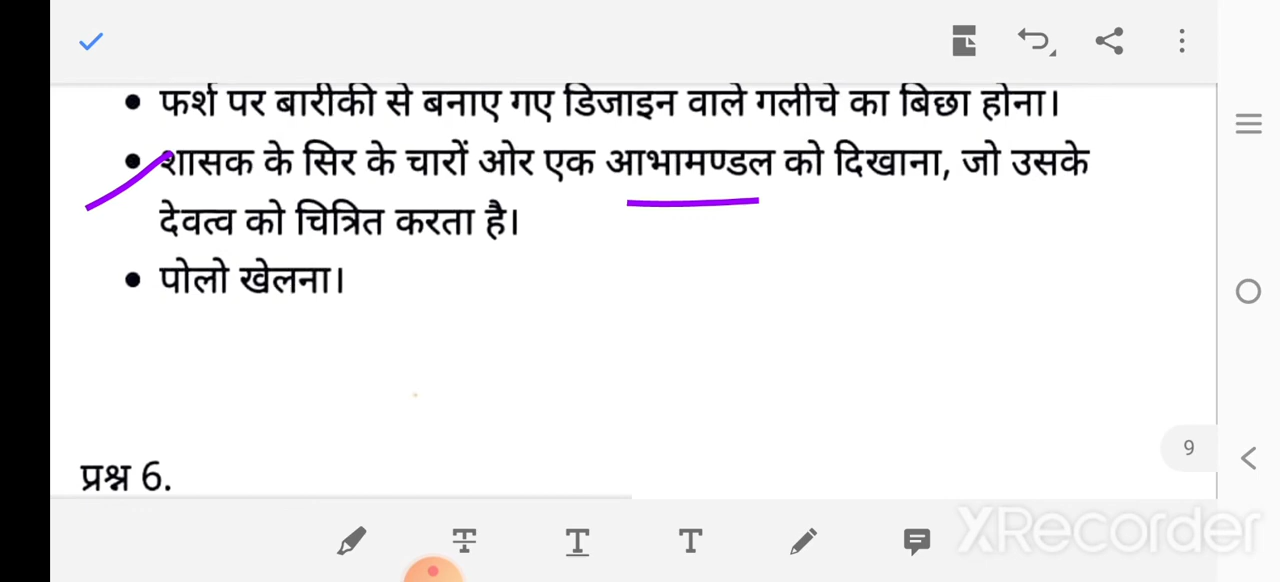 • फर्श पर बारीकी से बनाए गए डिजाइन वाले गलीचे का बिछा होना।
• शासक के सिर के चारों ओर एक आभामण्डल को दिखाना, जो उसके
देवत्व को चित्रित करता है।
• पोलो खेलना।
9
प्रश्न 6.
T T T
XRecorder